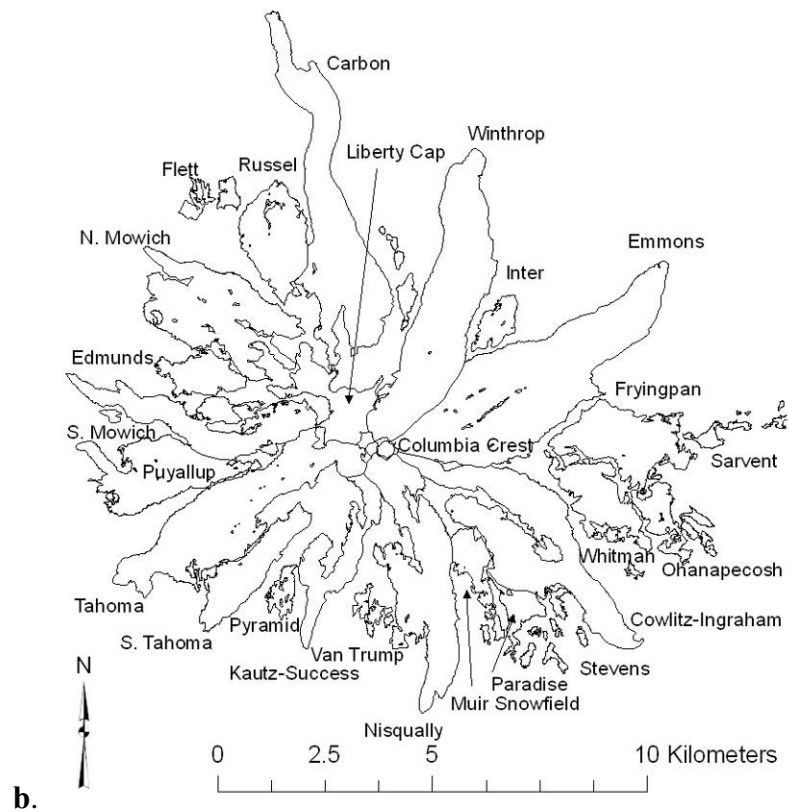 Carbon
Winthrop
Liberty Cap
Flett
Russel
N. Mowich
Emmons
Inter
Edmunds
Fryingpan
S. Mowich
Columbia Crest
Sarvent
Puyallup
Whitman
Ohanapecosh
Tahoma
Cowlitz-Ingraham
S. Tahoma
Pyramid
Van Trump
Kautz-Success
Stevens
Paradise
Muir Snowfield
Nisqually
N
0 2.5 5 10 Kilometers
b.